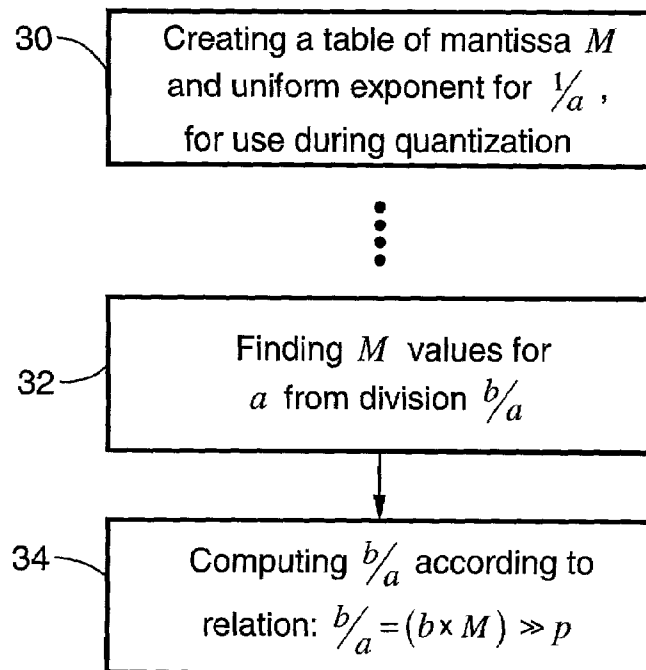 30
Creating a table of mantissa M
and uniform exponent for 1/a ,
for use during quantization
32
Finding M values for
a from division b/a
34
Computing b/a according to
relation: b/a = (b × M) ≫ p